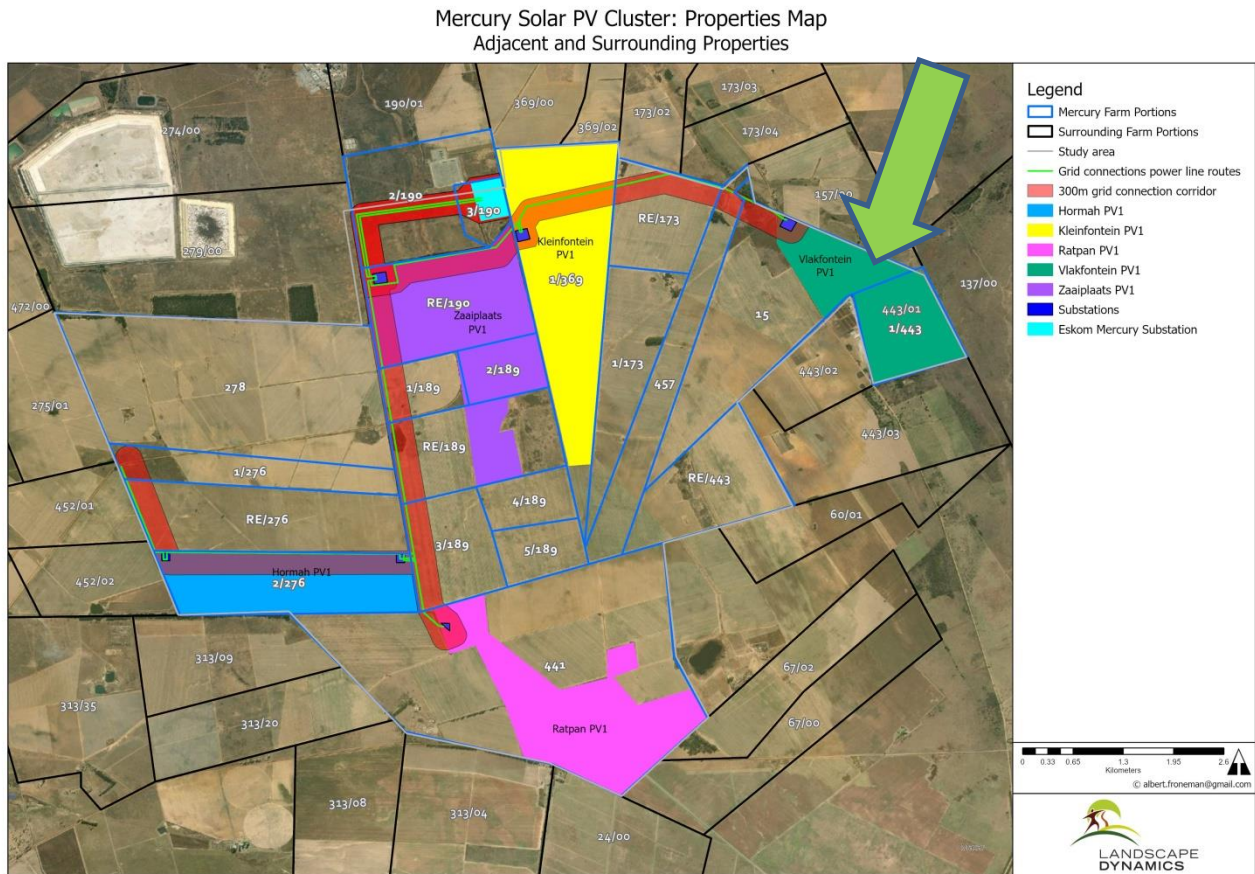 Mercury Solar PV Cluster: Properties Map
Adjacent and Surrounding Properties
190/01
369/00
369/02
173/02
173/03
173/04
274/00
2/190
3/190
157/00
RE/173
Kleinfontein
PV1
1/369
Vlakfontein
PV1
279/00
137/00
472/00
RE/190
Zaaiplaats
PV1
15
443/01
1/443
278
1/189
2/189
1/173
457
443/02
275/01
RE/189
443/03
1/276
RE/443
452/01
RE/276
4/189
60/01
3/189
5/189
452/02
Hormah PV1
2/276
313/09
441
67/02
313/35
313/20
Ratpan PV1
67/00
313/08
313/04
24/00
Legend
Mercury Farm Portions
Surrounding Farm Portions
Study area
Grid connections power line routes
300m grid connection corridor
Hormah PV1
Kleinfontein PV1
Ratpan PV1
Vlakfontein PV1
Zaaiplaats PV1
Substations
Eskom Mercury Substation
0 0.33 0.65 1.3 1.95 2.6
Kilometers
© albert.froneman@gmail.com
LANDSCAPE
DYNAMICS